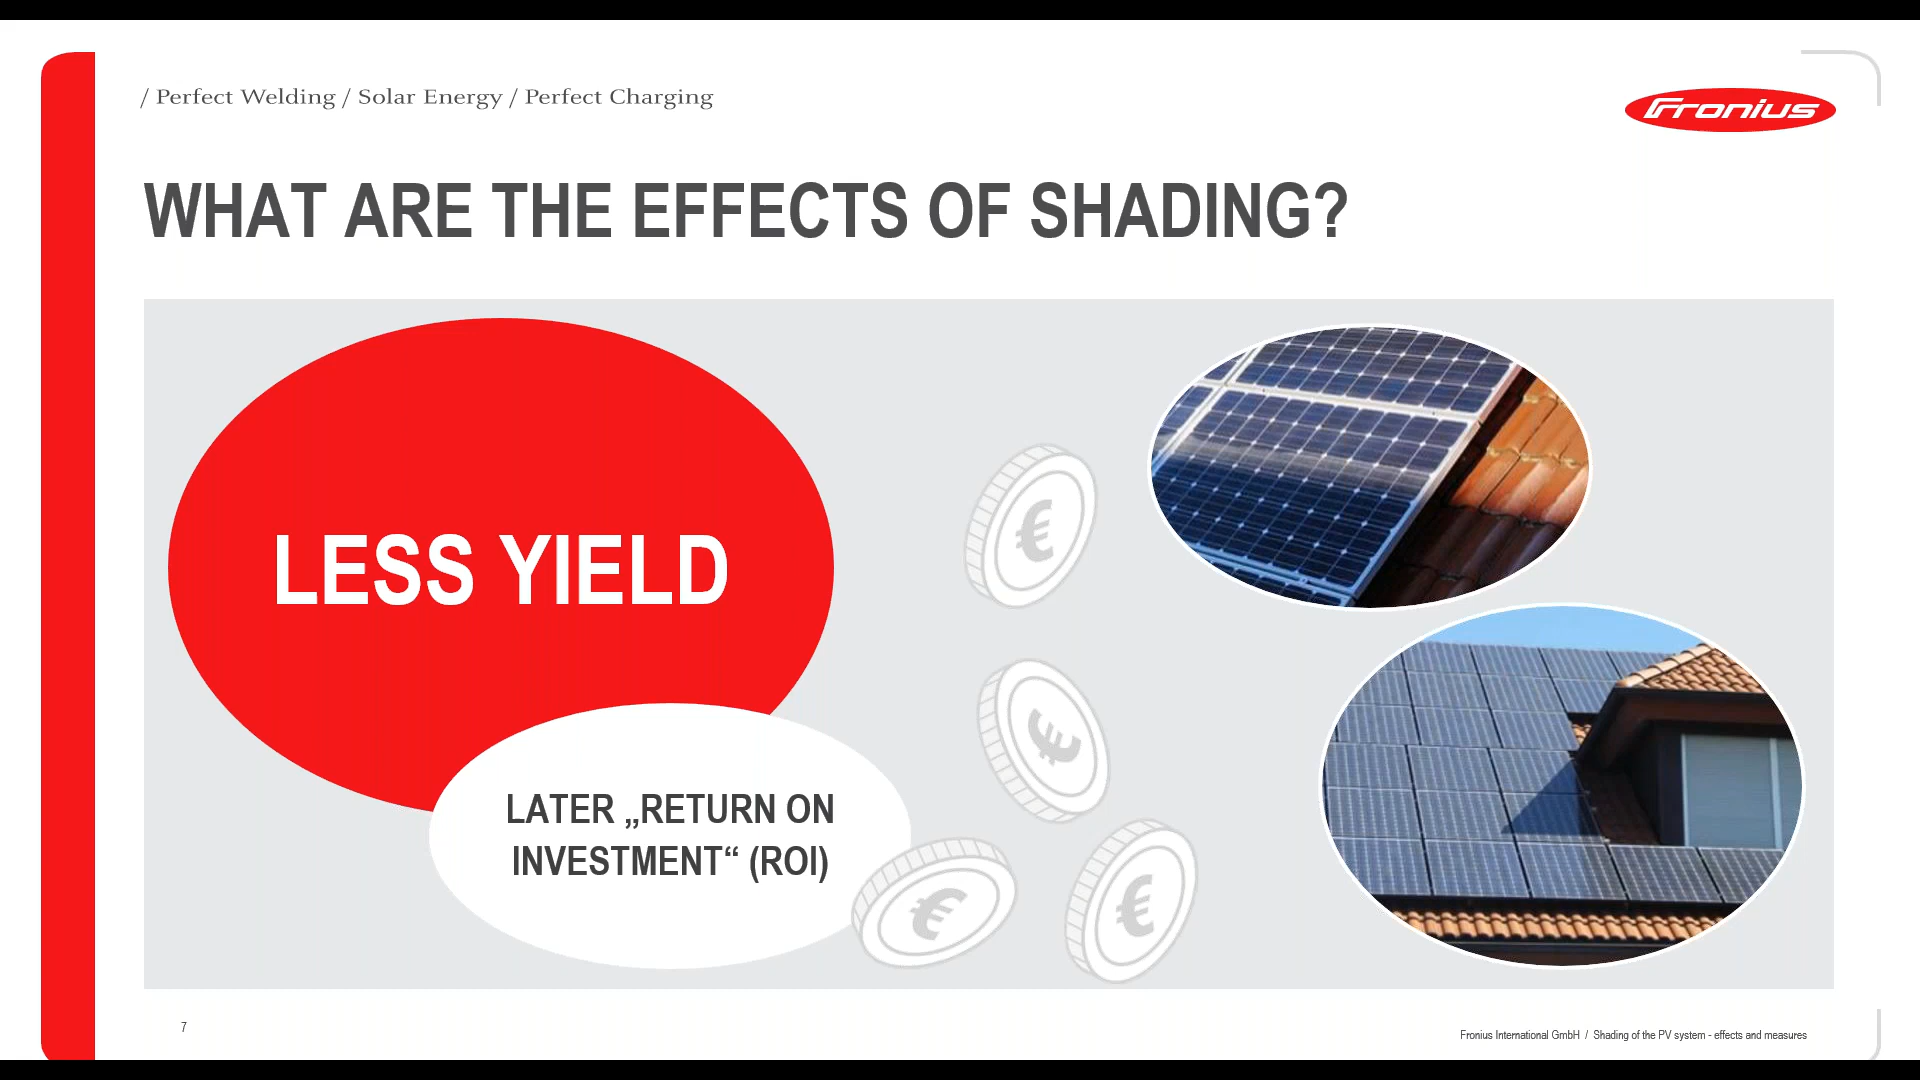 / Perfect Welding / Solar Energy / Perfect Charging
Fronius
WHAT ARE THE EFFECTS OF SHADING?
LESS YIELD
LATER „RETURN ON
INVESTMENT“ (ROI)
€
€
€
€
7
Fronius International GmbH / Shading of the PV system - effects and measures